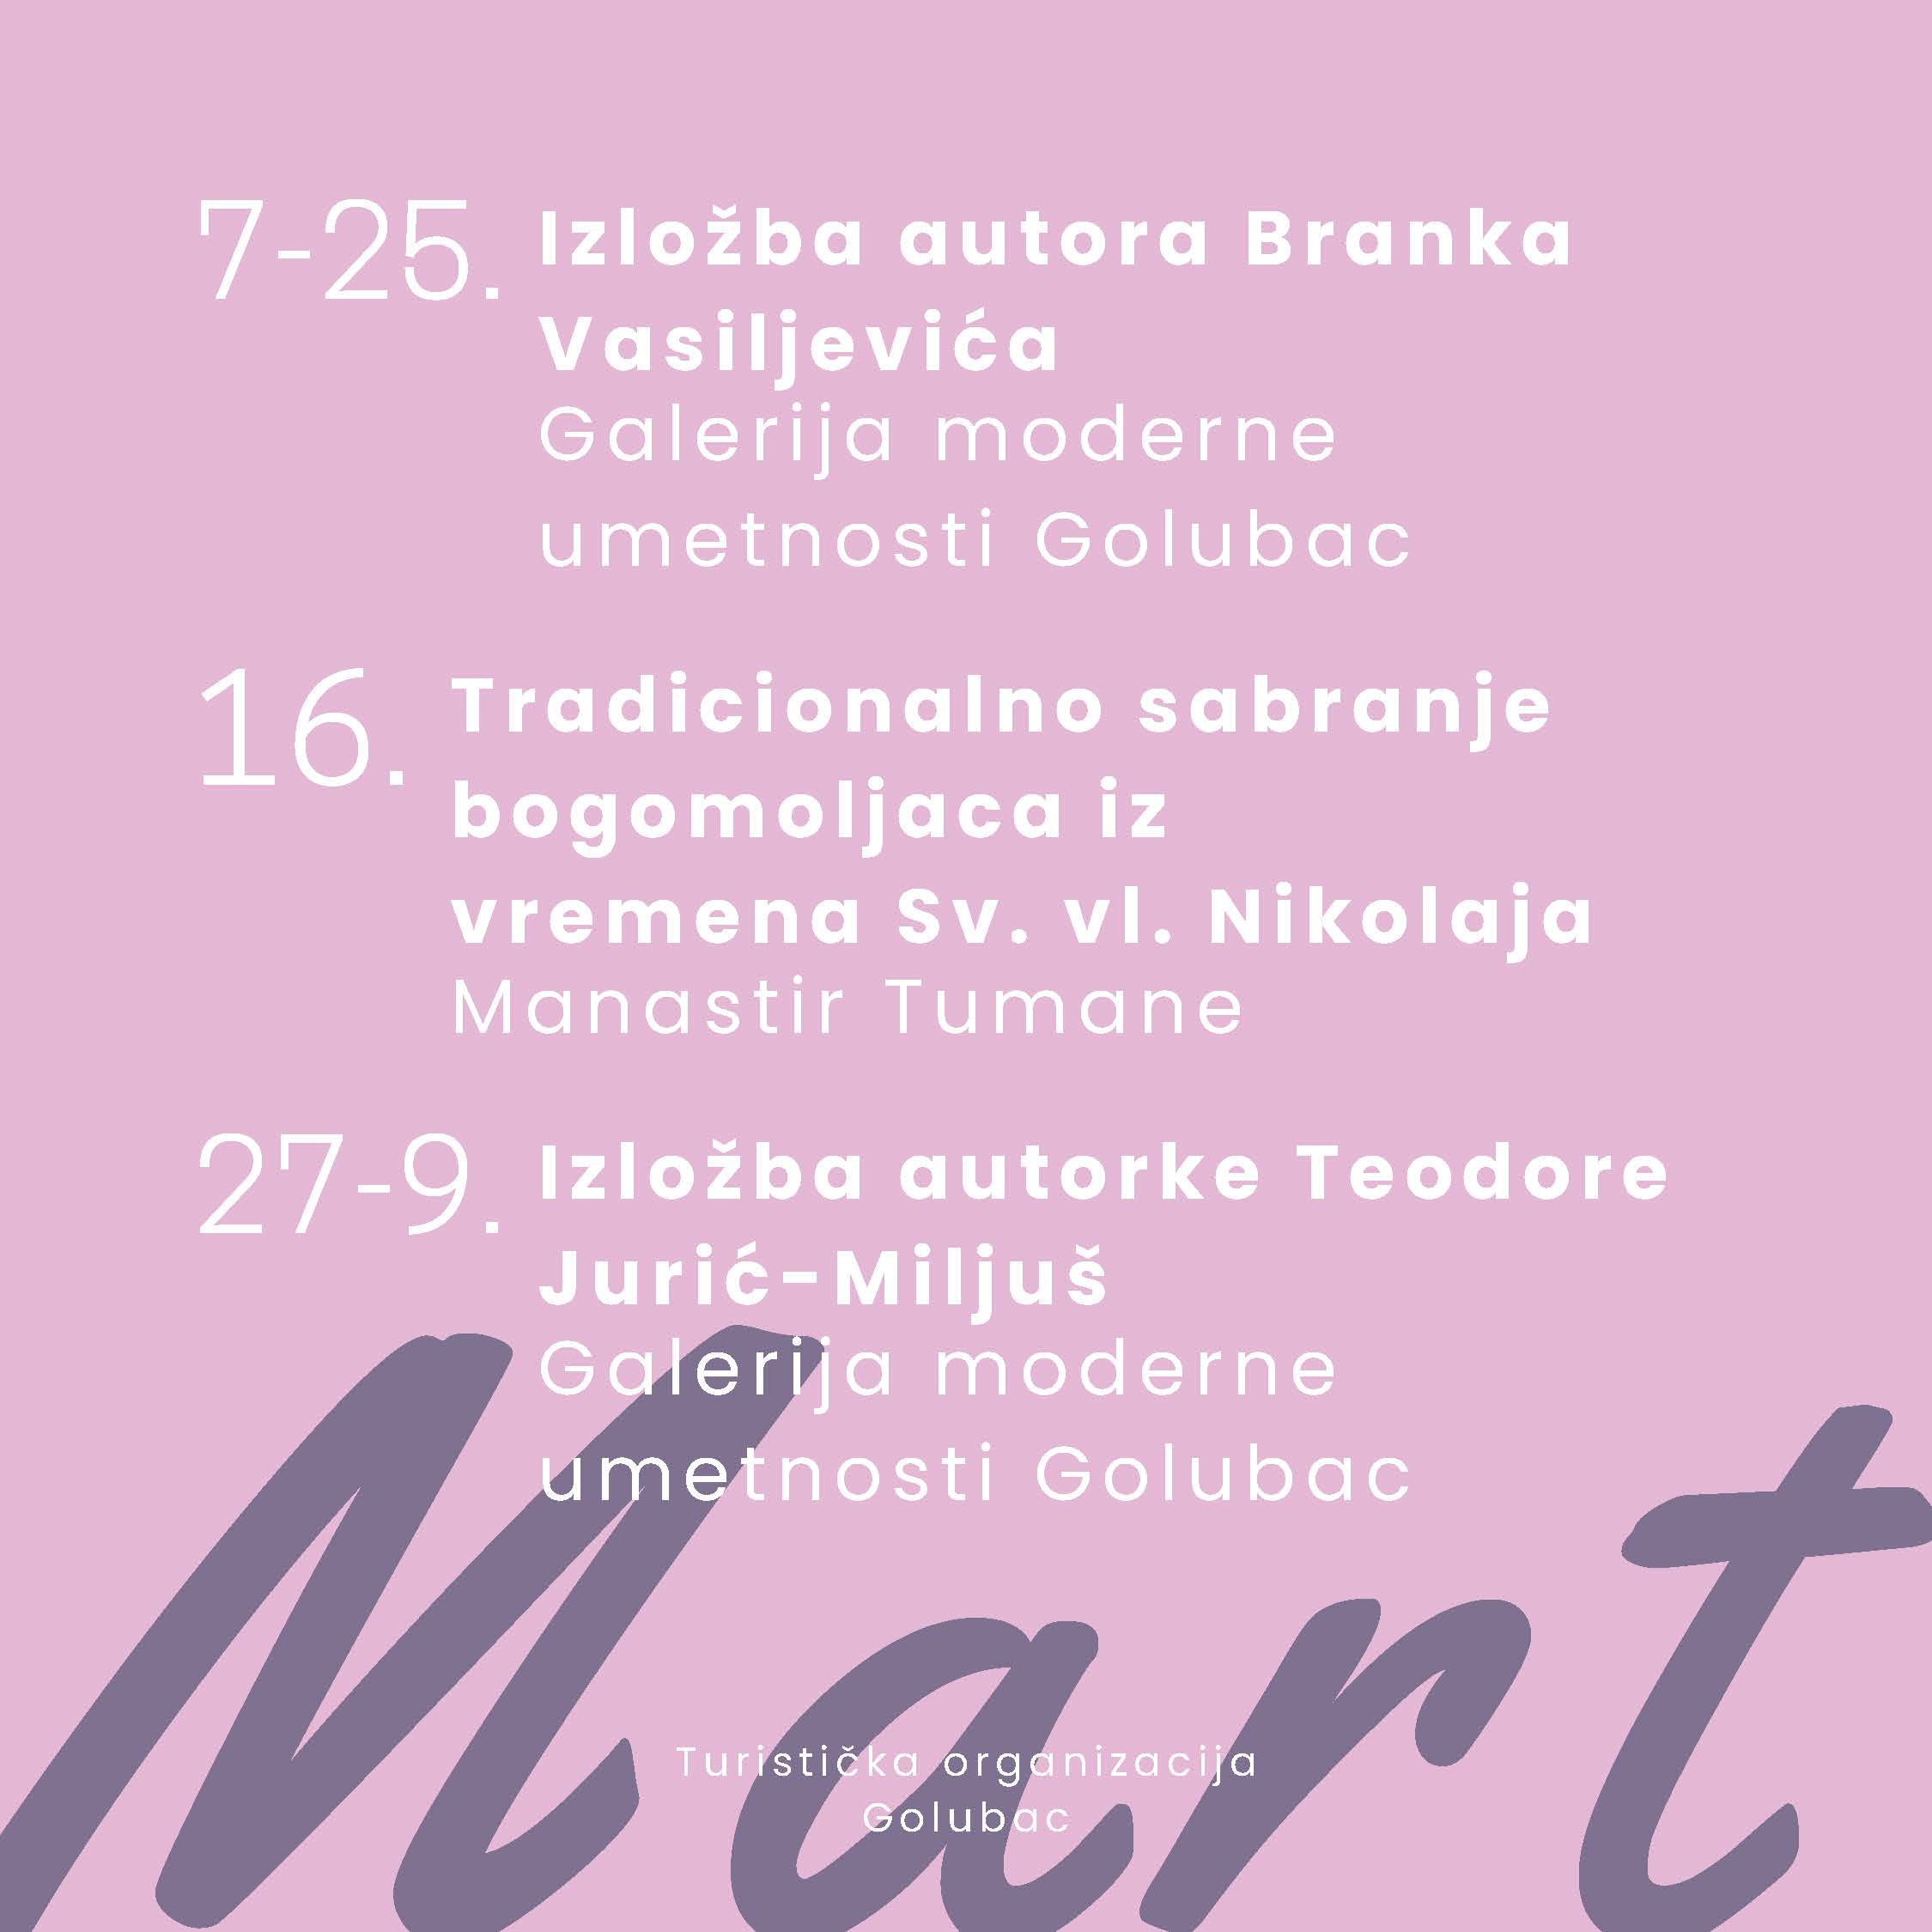 7-25. Izložba autora Branka
Vasiljevića
Galerija moderne
umetnosti Golubac
16. Tradicionalno sabranje
bogomoljaca iz
vremena Sv. vl. Nikolaja
Manastir Tumane
27-9. Izložba autorke Teodore
Jurić-Miljuš
Galerija moderne
umetnosti Golubac
Mart
Turistička organizacija
Golubac